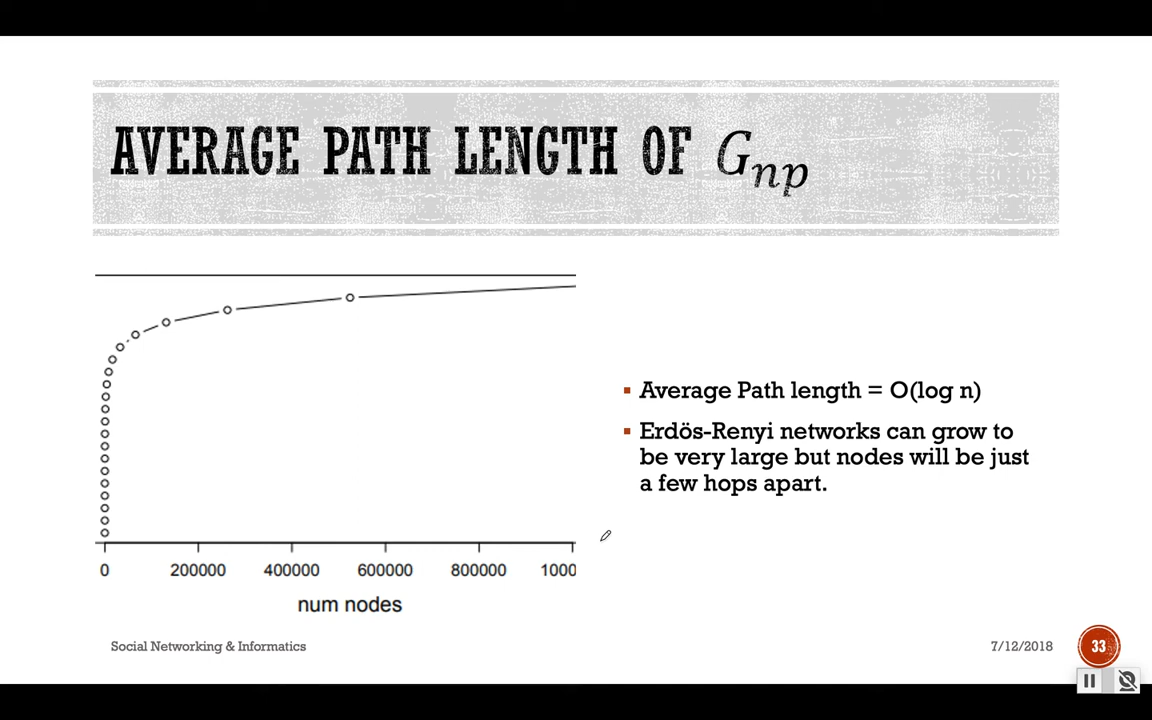 AVERAGE PATH LENGTH OF G_np
▪ Average Path length = O(log n)
▪ Erdös-Renyi networks can grow to
be very large but nodes will be just
a few hops apart.
0 200000 400000 600000 800000 1000
num nodes
Social Networking & Informatics
7/12/2018
33